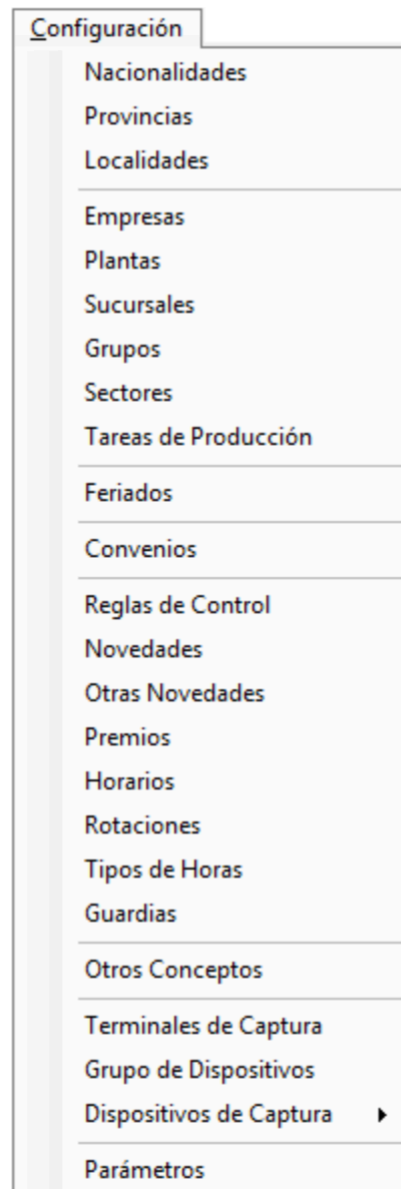 Configuración
Nacionalidades
Provincias
Localidades
Empresas
Plantas
Sucursales
Grupos
Sectores
Tareas de Producción
Feriados
Convenios
Reglas de Control
Novedades
Otras Novedades
Premios
Horarios
Rotaciones
Tipos de Horas
Guardias
Otros Conceptos
Terminales de Captura
Grupo de Dispositivos
Dispositivos de Captura
Parámetros